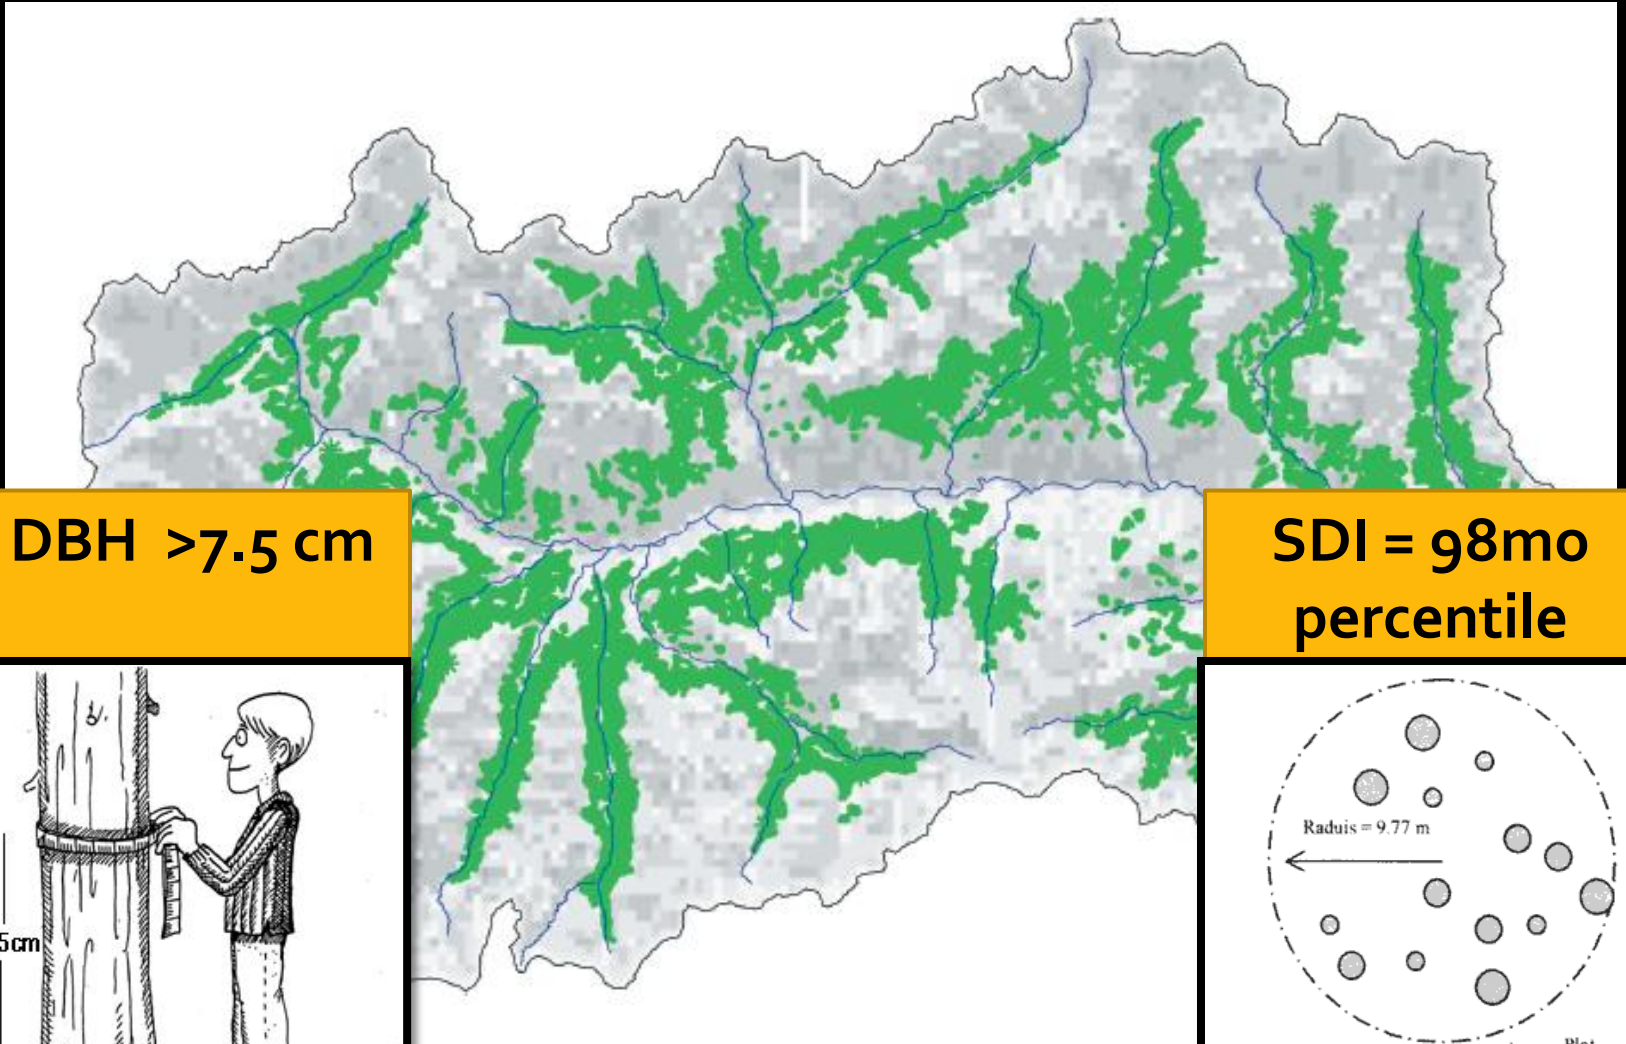 DBH >7.5 cm
SDI = 98mo
percentile
Raduis = 9.77 m
5cm